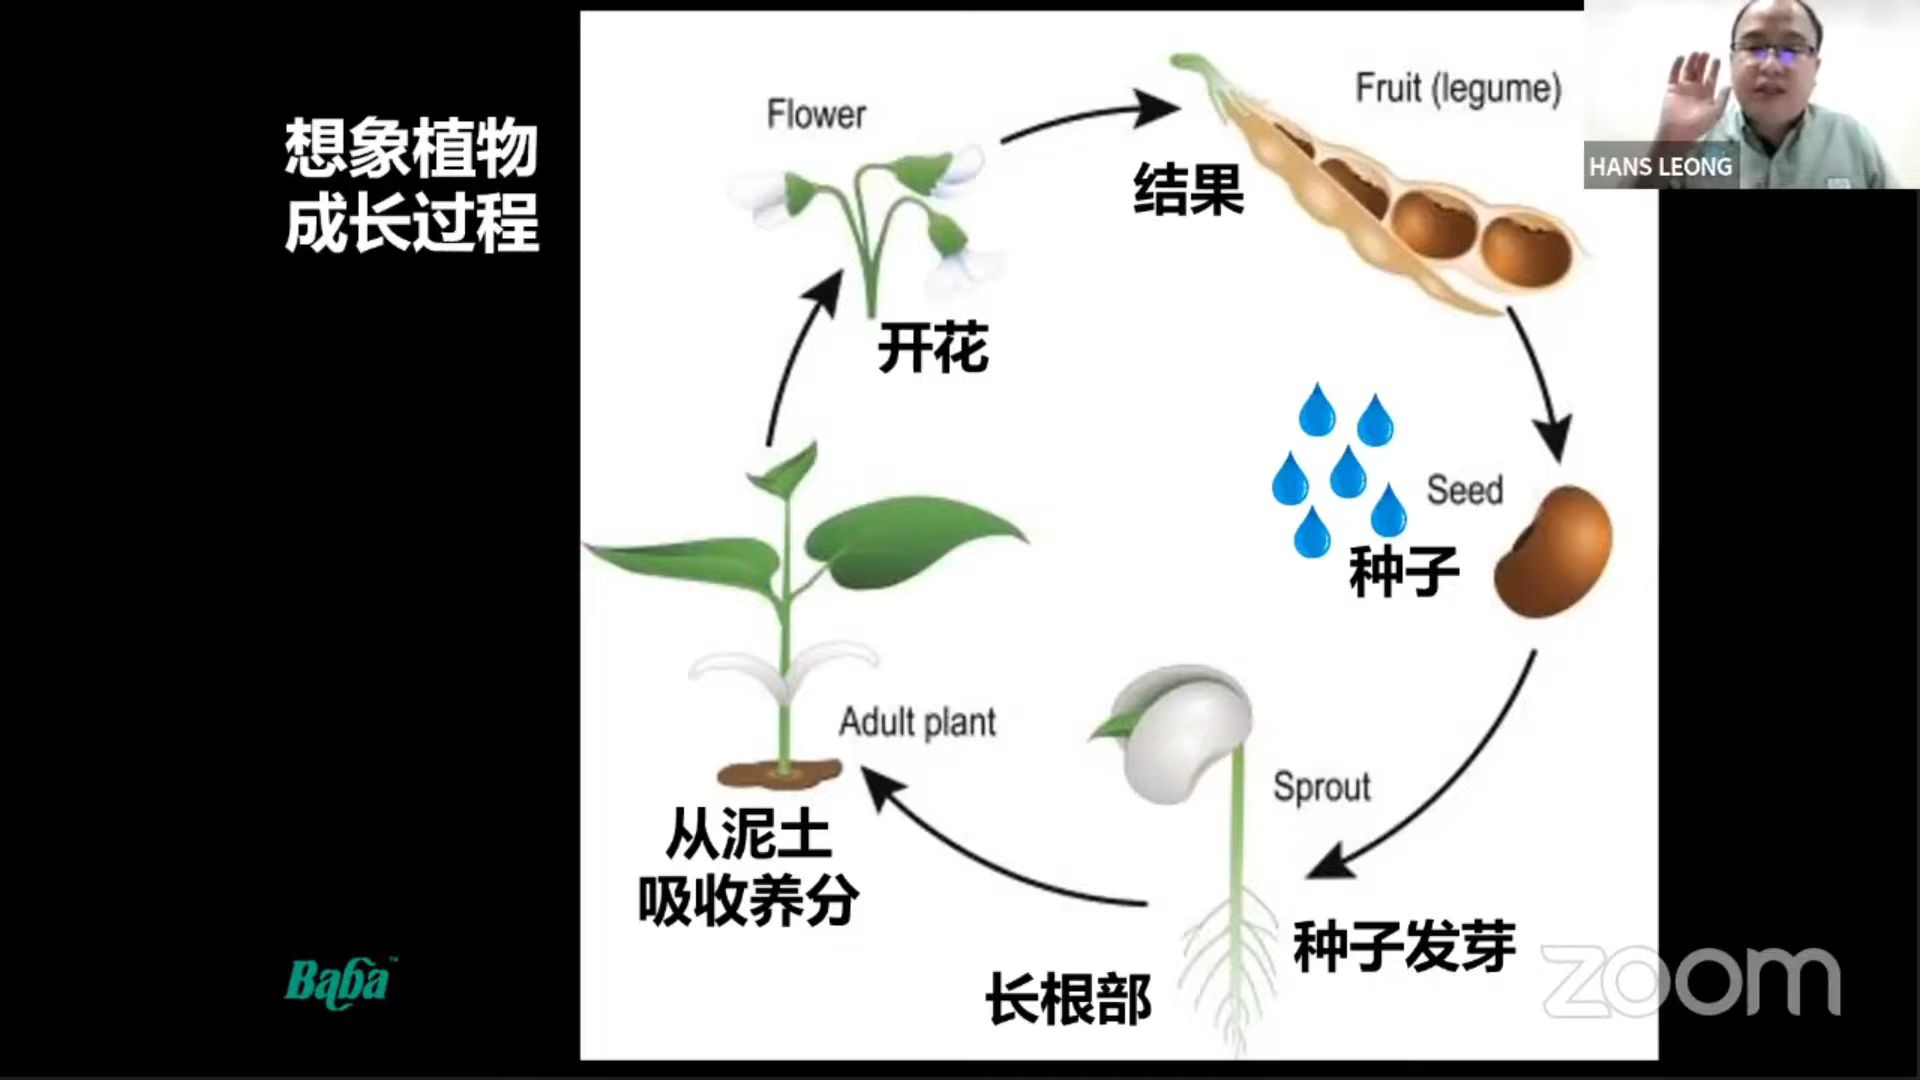 想象植物
成长过程
Flower
Fruit (legume)
HANS LEONG
结果
开花
Seed
种子
Adult plant
Sprout
从泥土
吸收养分
种子发芽
长根部
Baba™
zoom